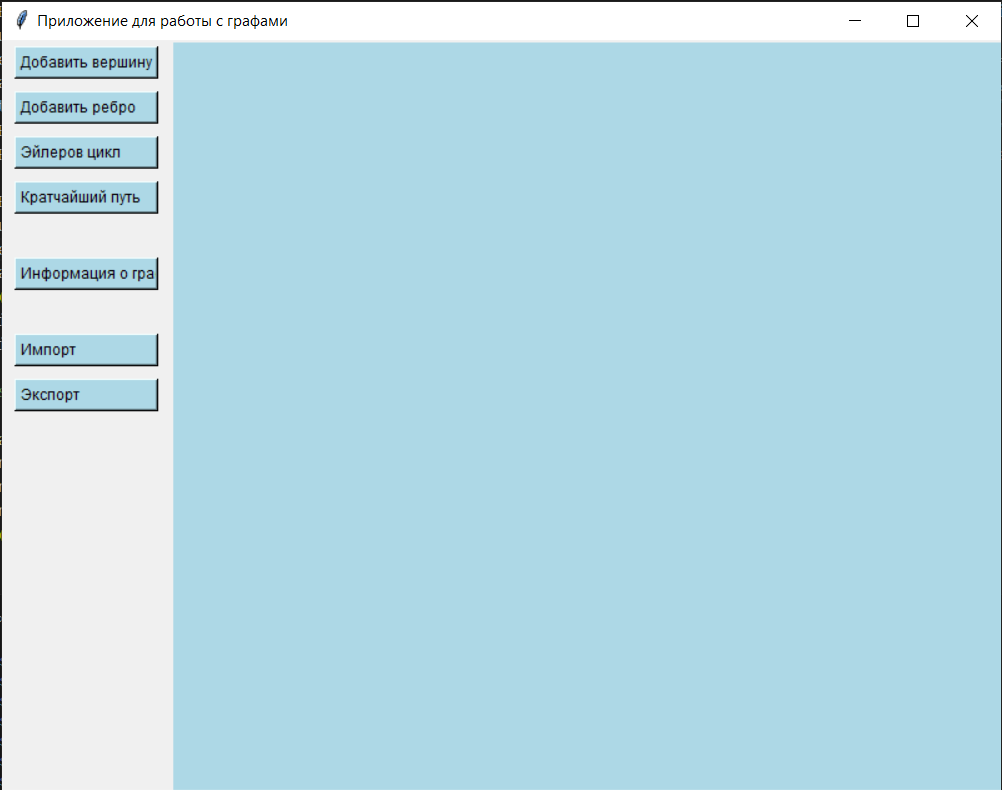 Приложение для работы с графами
Добавить вершину
Добавить ребро
Эйлеров цикл
Кратчайший путь
Информация о гра
Импорт
Экспорт